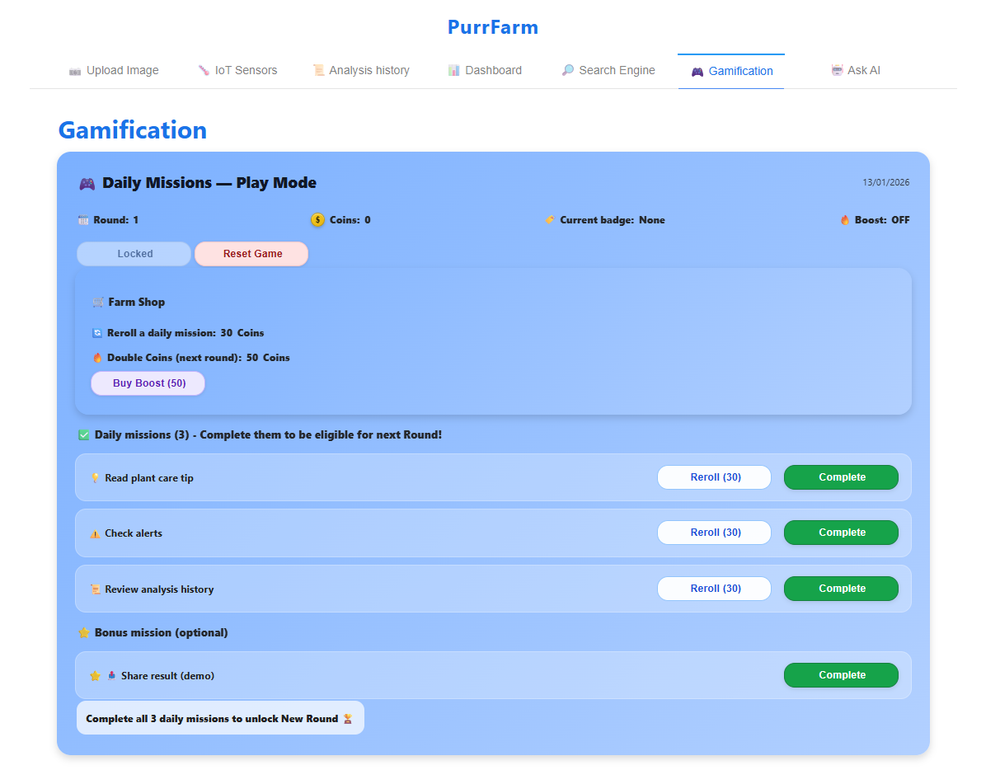 PurrFarm
Upload Image IoT Sensors Analysis history Dashboard Search Engine Gamification Ask AI
Gamification
Daily Missions — Play Mode 13/01/2026
Round: 1 Coins: 0 Current badge: None Boost: OFF
Locked Reset Game
Farm Shop
Reroll a daily mission: 30 Coins
Double Coins (next round): 50 Coins
Buy Boost (50)
Daily missions (3) - Complete them to be eligible for next Round!
Read plant care tip Reroll (30) Complete
Check alerts Reroll (30) Complete
Review analysis history Reroll (30) Complete
Bonus mission (optional)
Share result (demo) Complete
Complete all 3 daily missions to unlock New Round